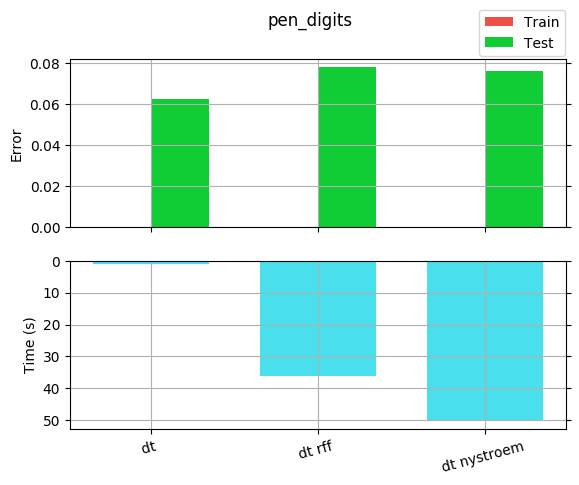 pen_digits
Train
Test
0.08
0.06
0.04
0.02
0.00
Error
0
10
20
30
40
50
Time (s)
dt
dt rff
dt nystroem